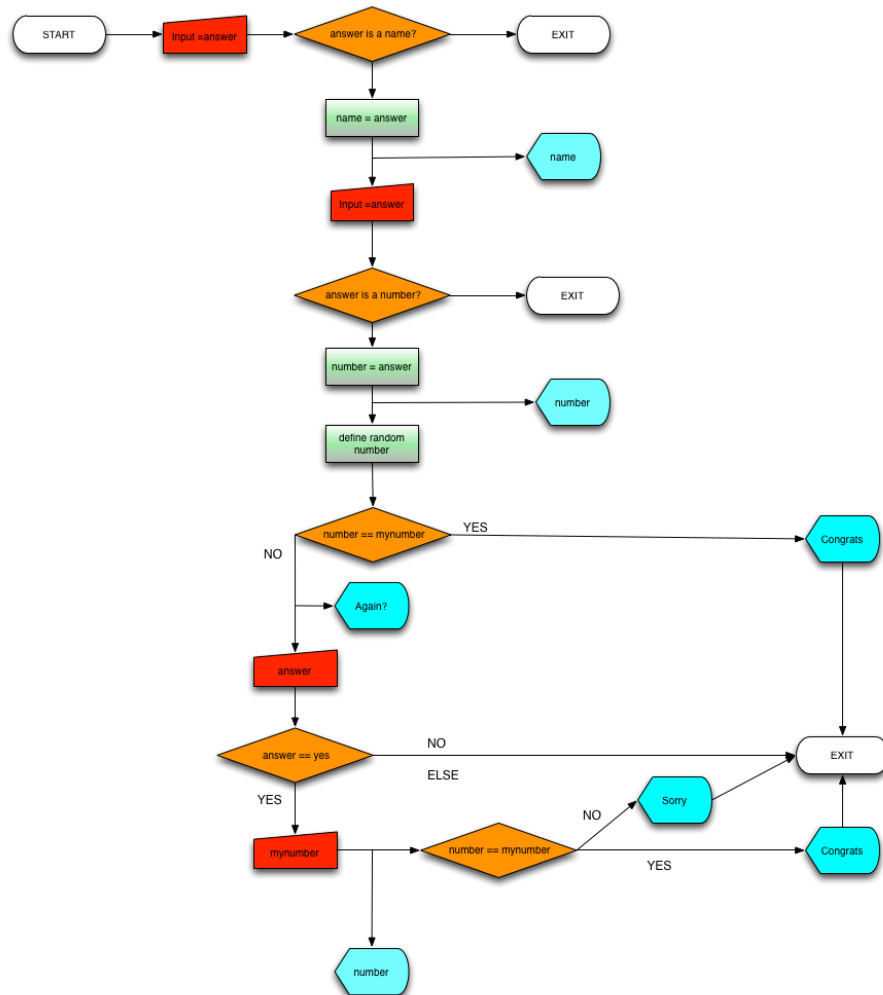 START
Input =answer
answer is a name?
EXIT
name = answer
name
Input =answer
answer is a number?
EXIT
number = answer
number
define random
number
number == mynumber
YES
Congrats
NO
Again?
answer
answer == yes
NO
EXIT
ELSE
YES
Sorry
NO
mynumber
number == mynumber
YES
Congrats
number